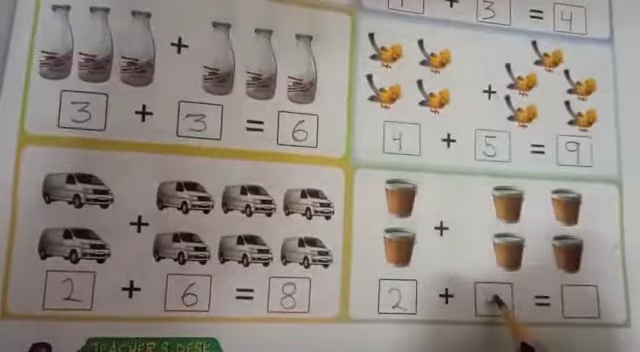 1 + 3 = 4
+
+
3 + 3 = 6
4 + 5 = 9
+
+
2 + 6 = 8
2 + =
TEACHER'S DESK